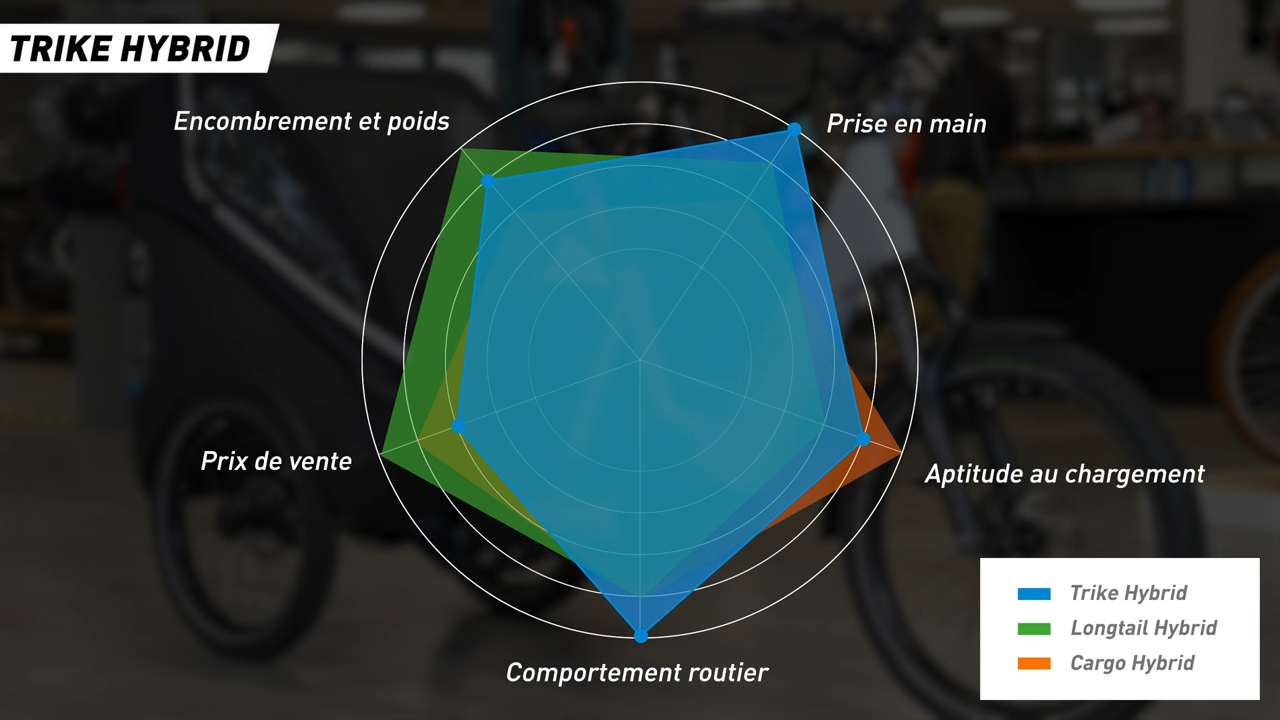 TRIKE HYBRID
Encombrement et poids
Prise en main
Prix de vente
Aptitude au chargement
Comportement routier
Trike Hybrid
Longtail Hybrid
Cargo Hybrid